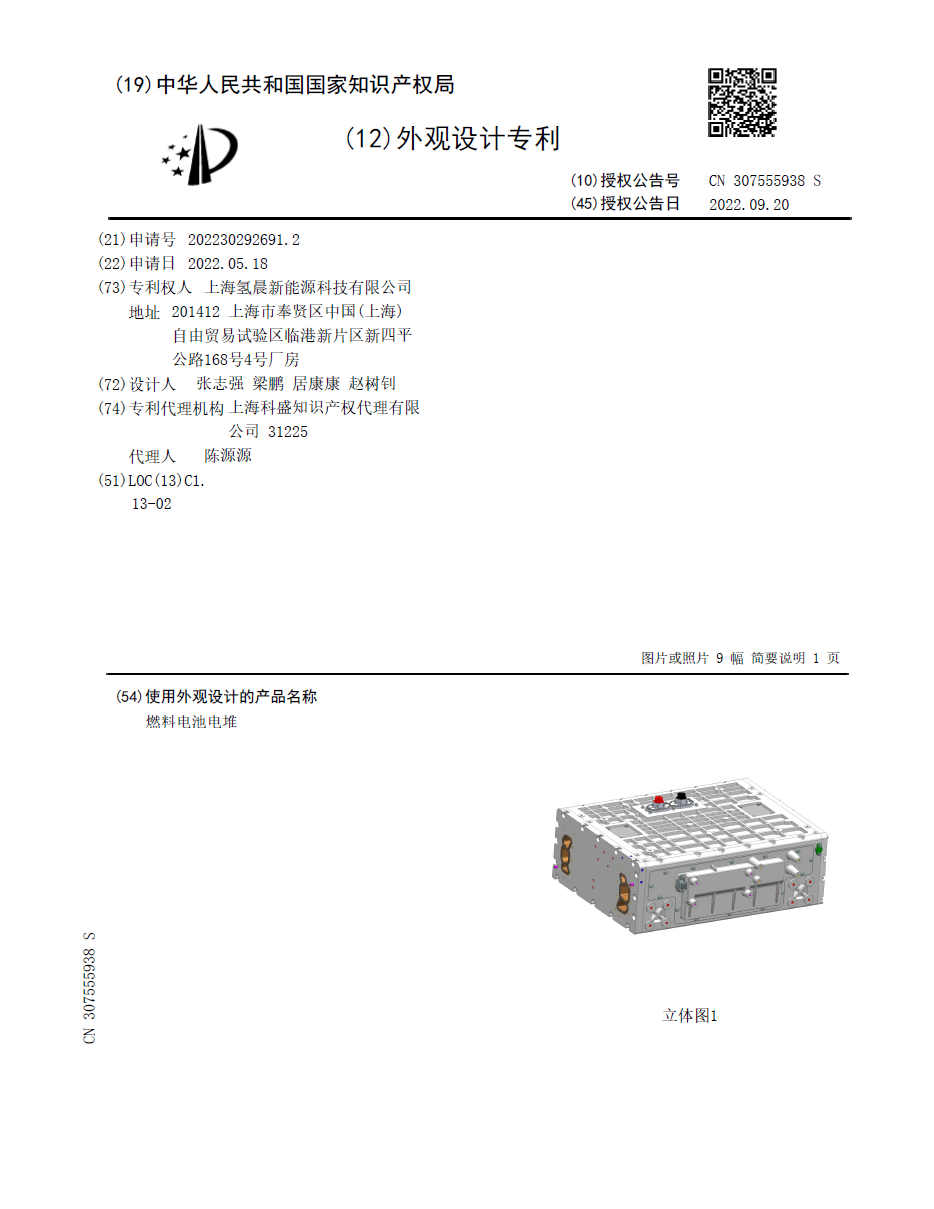 (19)中华人民共和国国家知识产权局
(12)外观设计专利
(10)授权公告号 CN 307555938 S
(45)授权公告日 2022.09.20
(21)申请号 202230292691.2
(22)申请日 2022.05.18
(73)专利权人 上海氢晨新能源科技有限公司
地址 201412 上海市奉贤区中国(上海)
自由贸易试验区临港新片区新四平
公路168号4号厂房
(72)设计人 张志强 梁鹏 居康康 赵树钊
(74)专利代理机构 上海科盛知识产权代理有限
公司 31225
代理人 陈源源
(51)LOC(13)Cl.
13-02
图片或照片 9 幅 简要说明 1 页
(54)使用外观设计的产品名称
燃料电池电堆
立体图1
CN 307555938 S